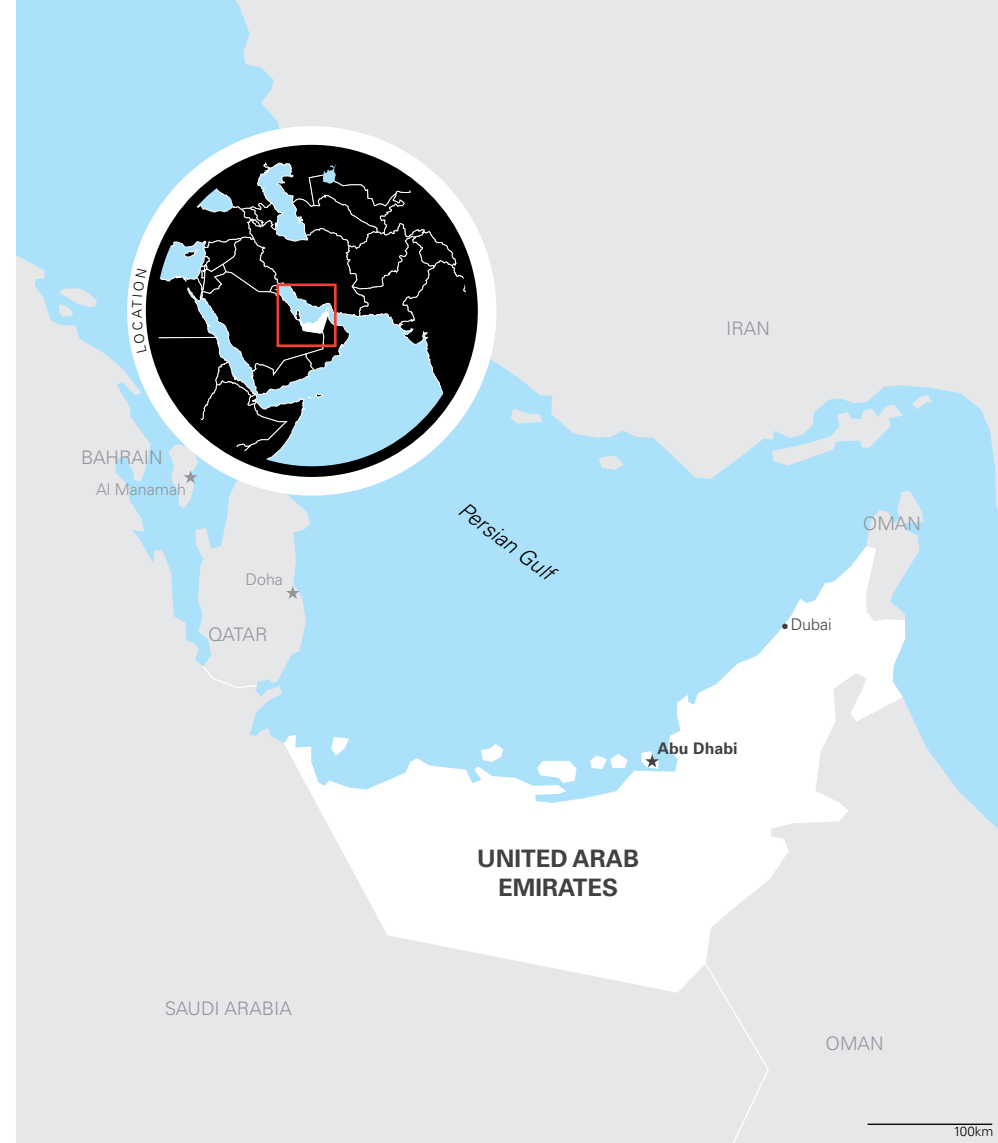 LOCATION
IRAN
BAHRAIN
Al Manamah
Persian Gulf
OMAN
Doha
QATAR
Dubai
Abu Dhabi
UNITED ARAB
EMIRATES
SAUDI ARABIA
OMAN
100km